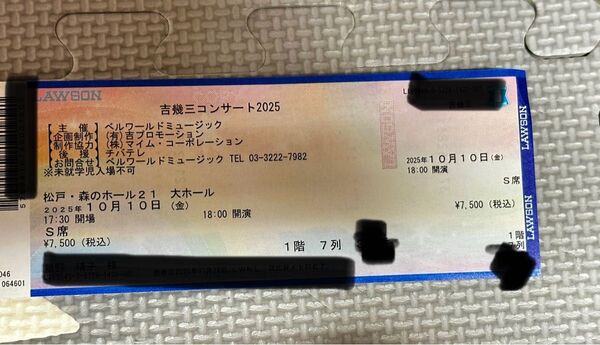 LAWSON
吉幾三コンサート2025
【主催】ベルワールドミュージック
【企画制作】(有)吉プロモーション
【制作協力】(株)マイム・コーポレーション
【後援】チバテレ
【お問合せ】ベルワールドミュージック TEL 03-3222-7982
※未就学児入場不可
松戸・森のホール21 大ホール
2025年10月10日(金)
17:30 開場 18:00 開演
S席
¥7,500(税込)
1階 7列
046
064601
吉幾三
2025年10月10日(金)
18:00 開演
S席
¥7,500(税込)
1階
7列
LAWSON
LAWSON